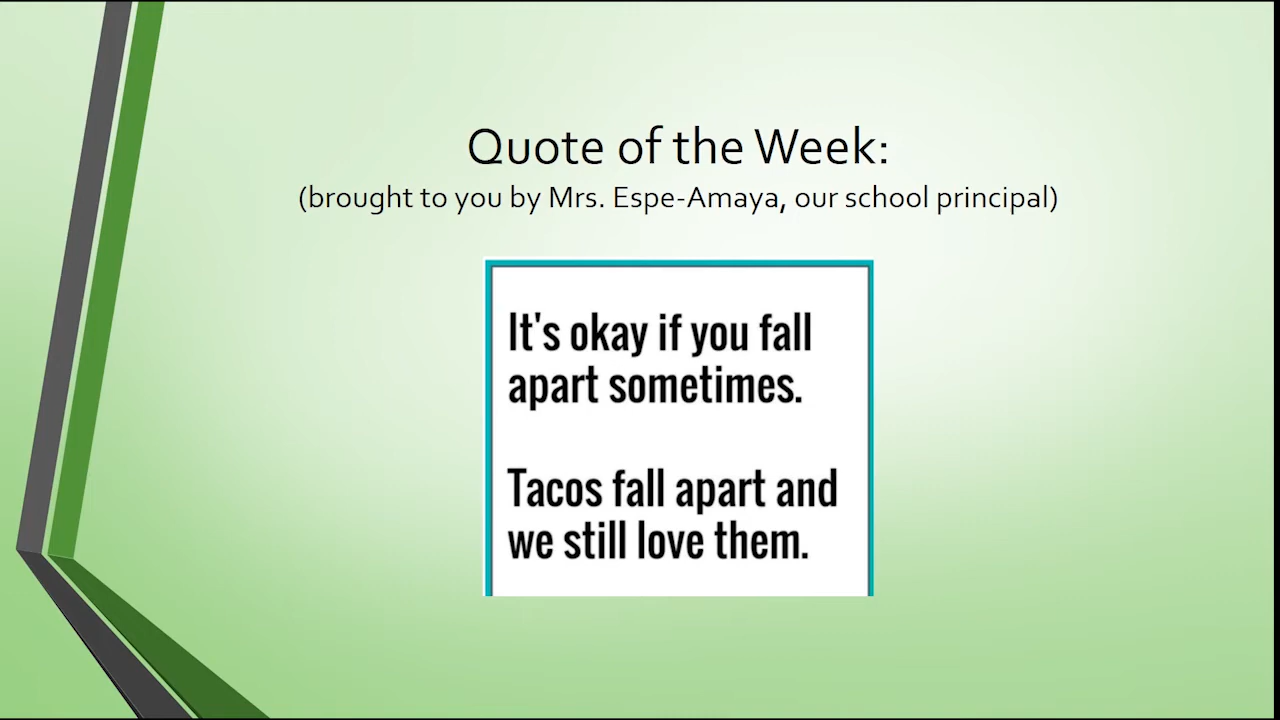 Quote of the Week:
(brought to you by Mrs. Espe-Amaya, our school principal)
It's okay if you fall
apart sometimes.
Tacos fall apart and
we still love them.